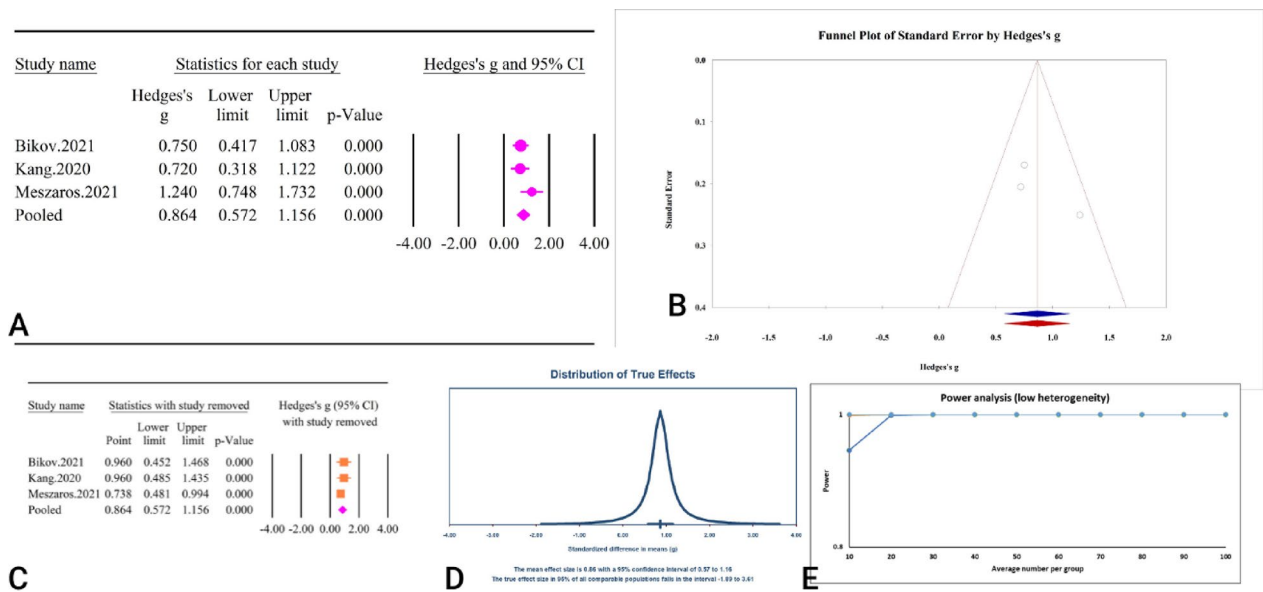 Study name Statistics for each study Hedges's g and 95% CI
Hedges's g Lower limit Upper limit p-Value
Bikov.2021 0.750 0.417 1.083 0.000
Kang.2020 0.720 0.318 1.122 0.000
Meszaros.2021 1.240 0.748 1.732 0.000
Pooled 0.864 0.572 1.156 0.000
-4.00 -2.00 0.00 2.00 4.00
A
Funnel Plot of Standard Error by Hedges's g
Standard Error
0.0
0.1
0.2
0.3
0.4
-2.0 -1.5 -1.0 -0.5 0.0 0.5 1.0 1.5 2.0
Hedges's g
B
Study name Statistics with study removed Hedges's g (95% CI) with study removed
Point Lower limit Upper limit p-Value
Bikov.2021 0.960 0.452 1.468 0.000
Kang.2020 0.960 0.485 1.435 0.000
Meszaros.2021 0.738 0.481 0.994 0.000
Pooled 0.864 0.572 1.156 0.000
-4.00 -2.00 0.00 2.00 4.00
C
Distribution of True Effects
-4.00 -3.00 -2.00 -1.00 0.00 1.00 2.00 3.00 4.00
Standardized difference in means (g)
The mean effect size is 0.86 with a 95% confidence interval of 0.57 to 1.16
The true effect size in 95% of all comparable populations falls in the interval -1.89 to 3.61
D
Power analysis (low heterogeneity)
Power
1
0.8
10 20 30 40 50 60 70 80 90 100
Average number per group
E